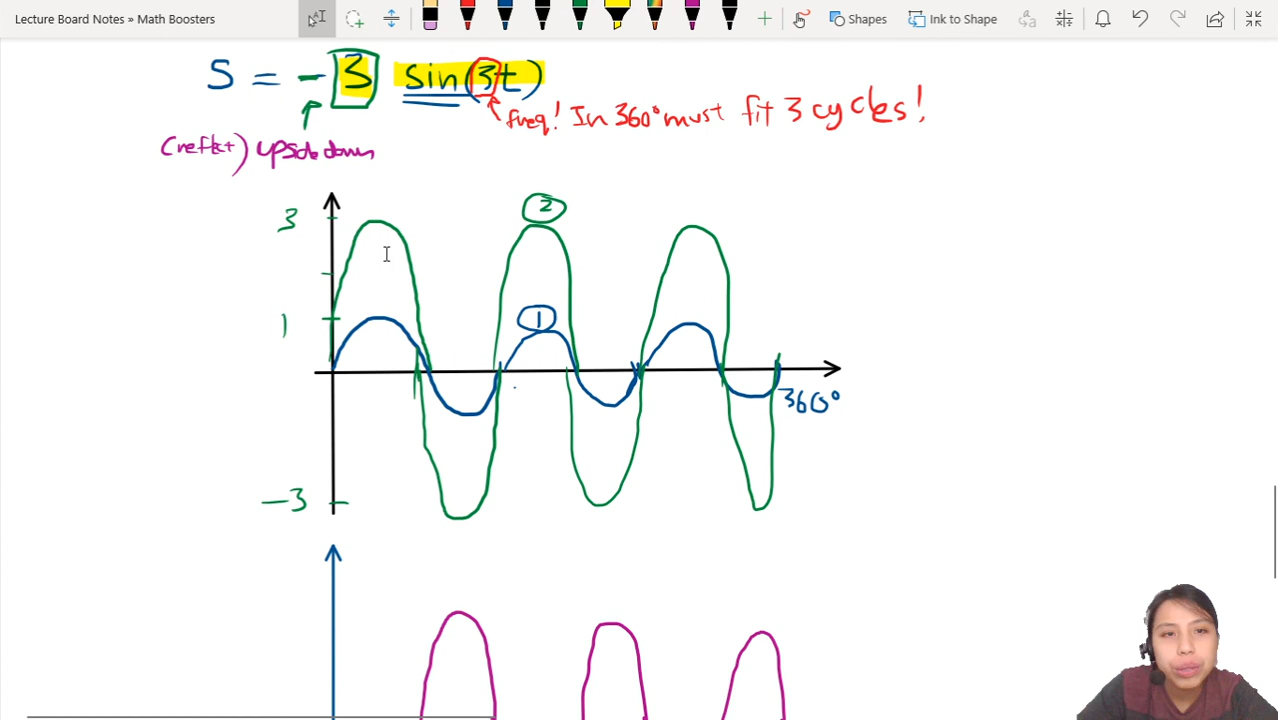 Lecture Board Notes » Math Boosters
Shapes
Ink to Shape
S = - 3 sin(3t)
freq! In 360° must fit 3 cycles!
(reflect) upside down
3
2
1
1
360°
-3